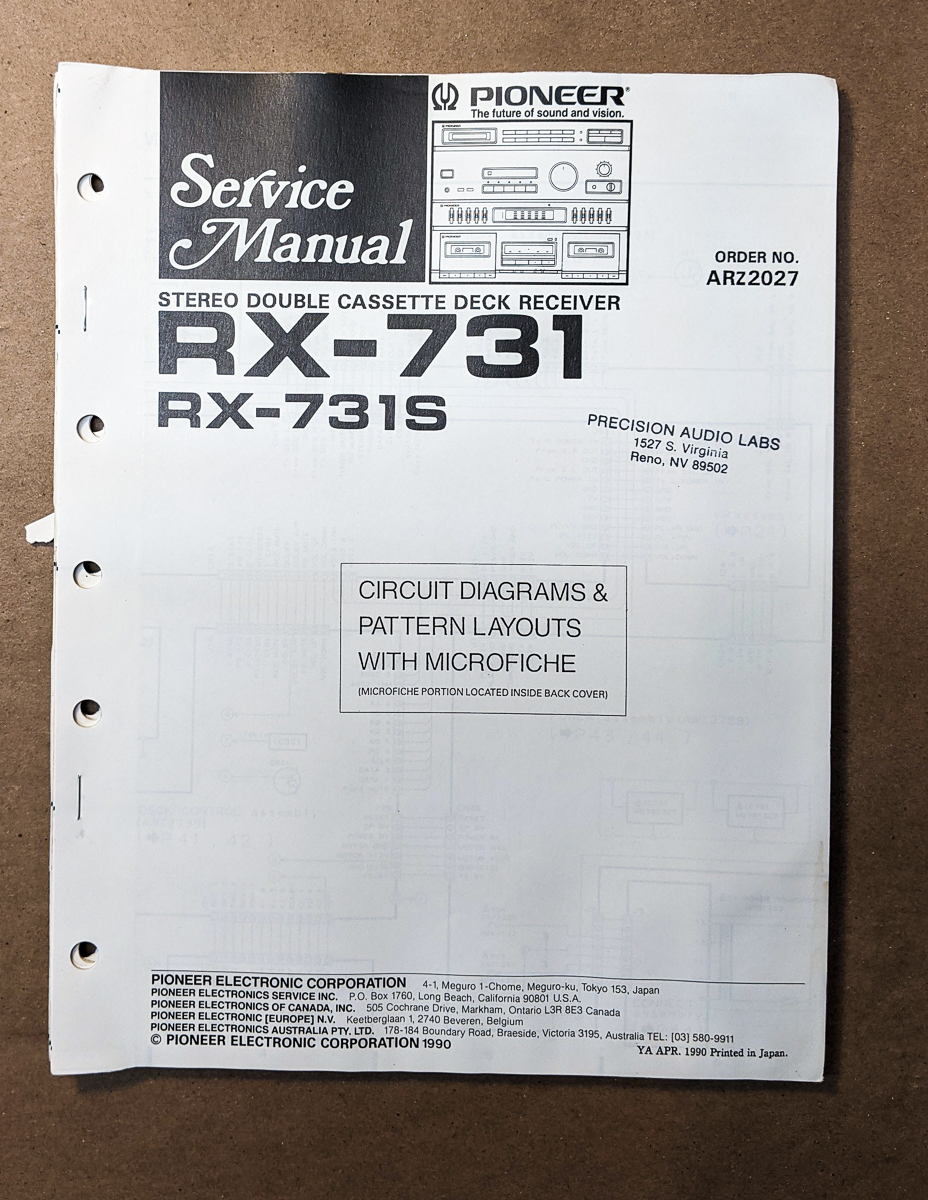 Service
Manual
PIONEER®
The future of sound and vision.
ORDER NO.
ARZ2027
STEREO DOUBLE CASSETTE DECK RECEIVER
RX-731
RX-731S
PRECISION AUDIO LABS
1527 S. Virginia
Reno, NV 89502
CIRCUIT DIAGRAMS &
PATTERN LAYOUTS
WITH MICROFICHE
(MICROFICHE PORTION LOCATED INSIDE BACK COVER)
PIONEER ELECTRONIC CORPORATION 4-1, Meguro 1-Chome, Meguro-ku, Tokyo 153, Japan
PIONEER ELECTRONICS SERVICE INC. P.O. Box 1760, Long Beach, California 90801 U.S.A.
PIONEER ELECTRONICS OF CANADA, INC. 505 Cochrane Drive, Markham, Ontario L3R 8E3 Canada
PIONEER ELECTRONIC [EUROPE] N.V. Keetberglaan 1, 2740 Beveren, Belgium
PIONEER ELECTRONICS AUSTRALIA PTY. LTD. 178-184 Boundary Road, Braeside, Victoria 3195, Australia TEL: [03] 580-9911
© PIONEER ELECTRONIC CORPORATION 1990
YA APR. 1990 Printed in Japan.